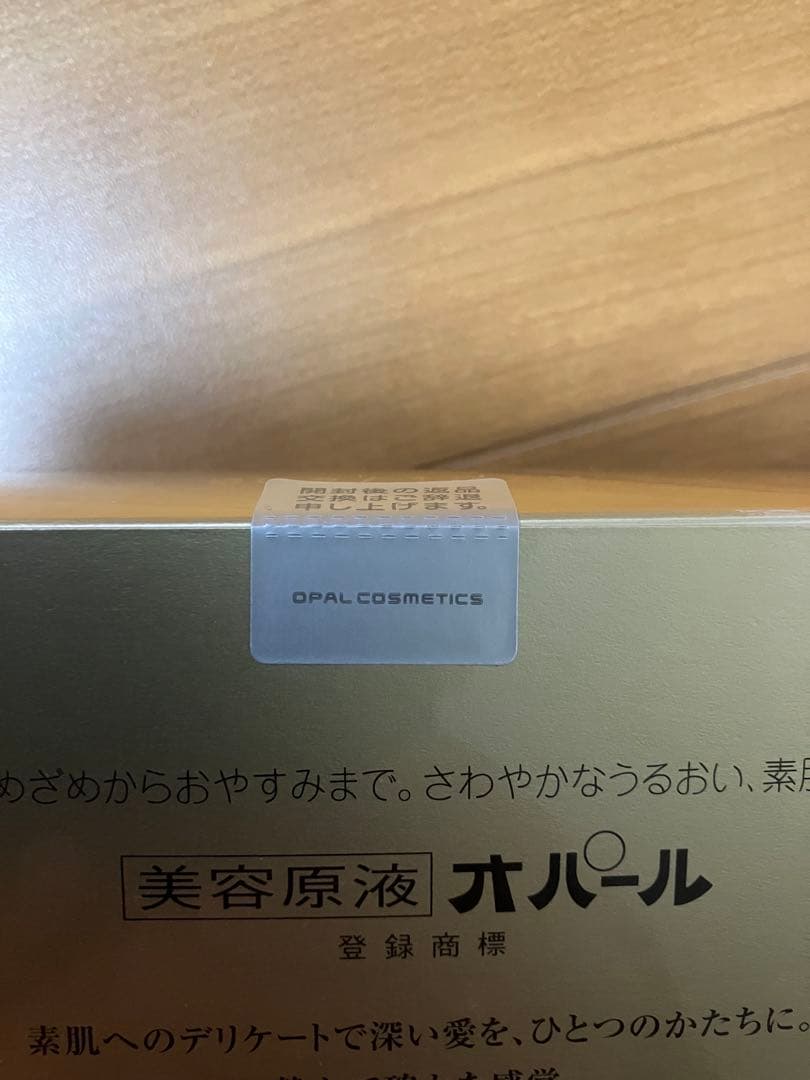 開封後の返品
交換はご辞退
申し上げます。
OPAL COSMETICS
めざめからおやすみまで。さわやかなうるおい、素肌
美容原液 オパール
登録商標
素肌へのデリケートで深い愛を、ひとつのかたちに。